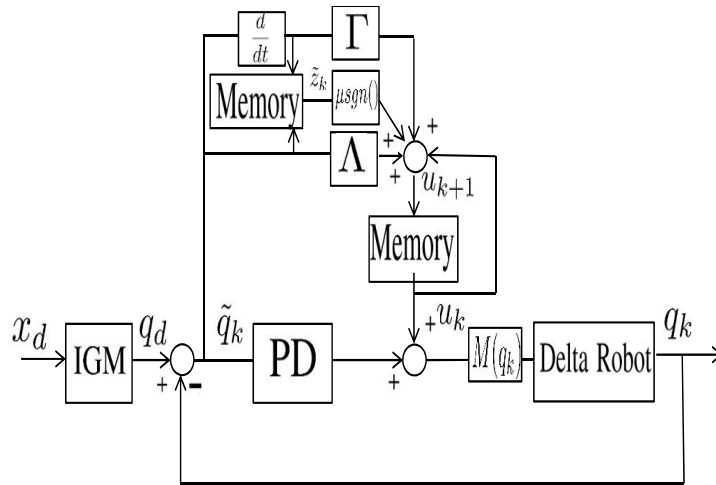 d/dt
Γ
z̃_k
Memory
μsgn()
Λ
+
+
+
u_{k+1}
Memory
x_d
q_d
q̃_k
+u_k
q_k
IGM
PD
M(q_k)
Delta Robot
+
-
+